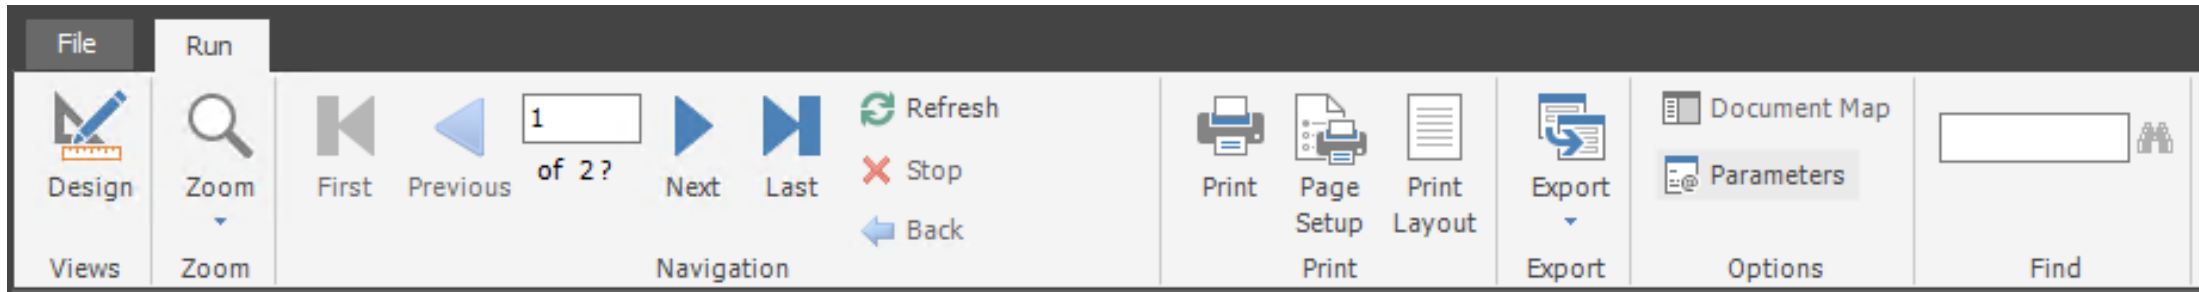 File
Run
Design
Zoom
First
Previous
1
of 2?
Next
Last
Refresh
Stop
Back
Print
Page
Setup
Print
Layout
Export
Document Map
Parameters
Views
Zoom
Navigation
Print
Export
Options
Find